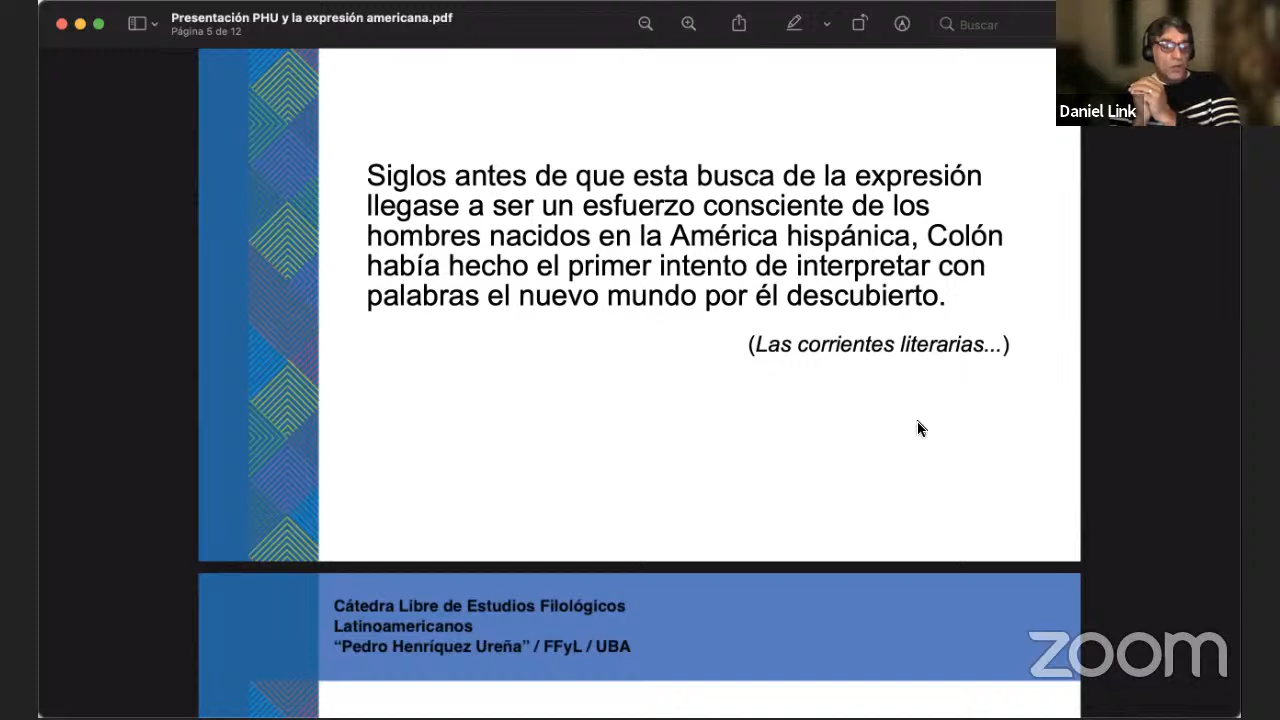 Presentación PHU y la expresión americana.pdf
Página 5 de 12
Buscar
Daniel Link
Siglos antes de que esta busca de la expresión
llegase a ser un esfuerzo consciente de los
hombres nacidos en la América hispánica, Colón
había hecho el primer intento de interpretar con
palabras el nuevo mundo por él descubierto.
(Las corrientes literarias...)
Cátedra Libre de Estudios Filológicos
Latinoamericanos
“Pedro Henríquez Ureña” / FFyL / UBA
zoom